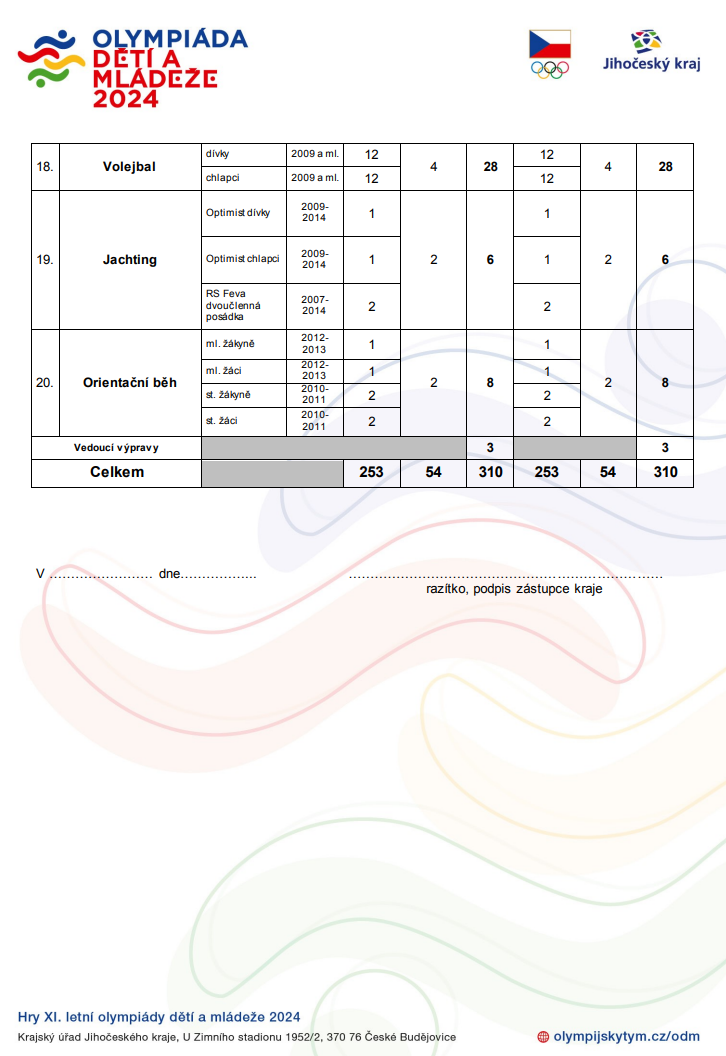 OLYMPIÁDA
DĚTÍ A
MLÁDEŽE
2024
Jihočeský kraj
18. Volejbal dívky 2009 a ml. 12 4 28 12 4 28
chlapci 2009 a ml. 12 12
19. Jachting Optimist dívky 2009-2014 1 2 6 1 2 6
Optimist chlapci 2009-2014 1 1
RS Feva dvoučlenná posádka 2007-2014 2 2
20. Orientační běh ml. žákyně 2012-2013 1 2 8 1 2 8
ml. žáci 2012-2013 1 1
st. žákyně 2010-2011 2 2
st. žáci 2010-2011 2 2
Vedoucí výpravy 3 3
Celkem 253 54 310 253 54 310
V ........................ dne.................. .........................................................................
razítko, podpis zástupce kraje
Hry XI. letní olympiády dětí a mládeže 2024
Krajský úřad Jihočeského kraje, U Zimního stadionu 1952/2, 370 76 České Budějovice
olympijskytym.cz/odm